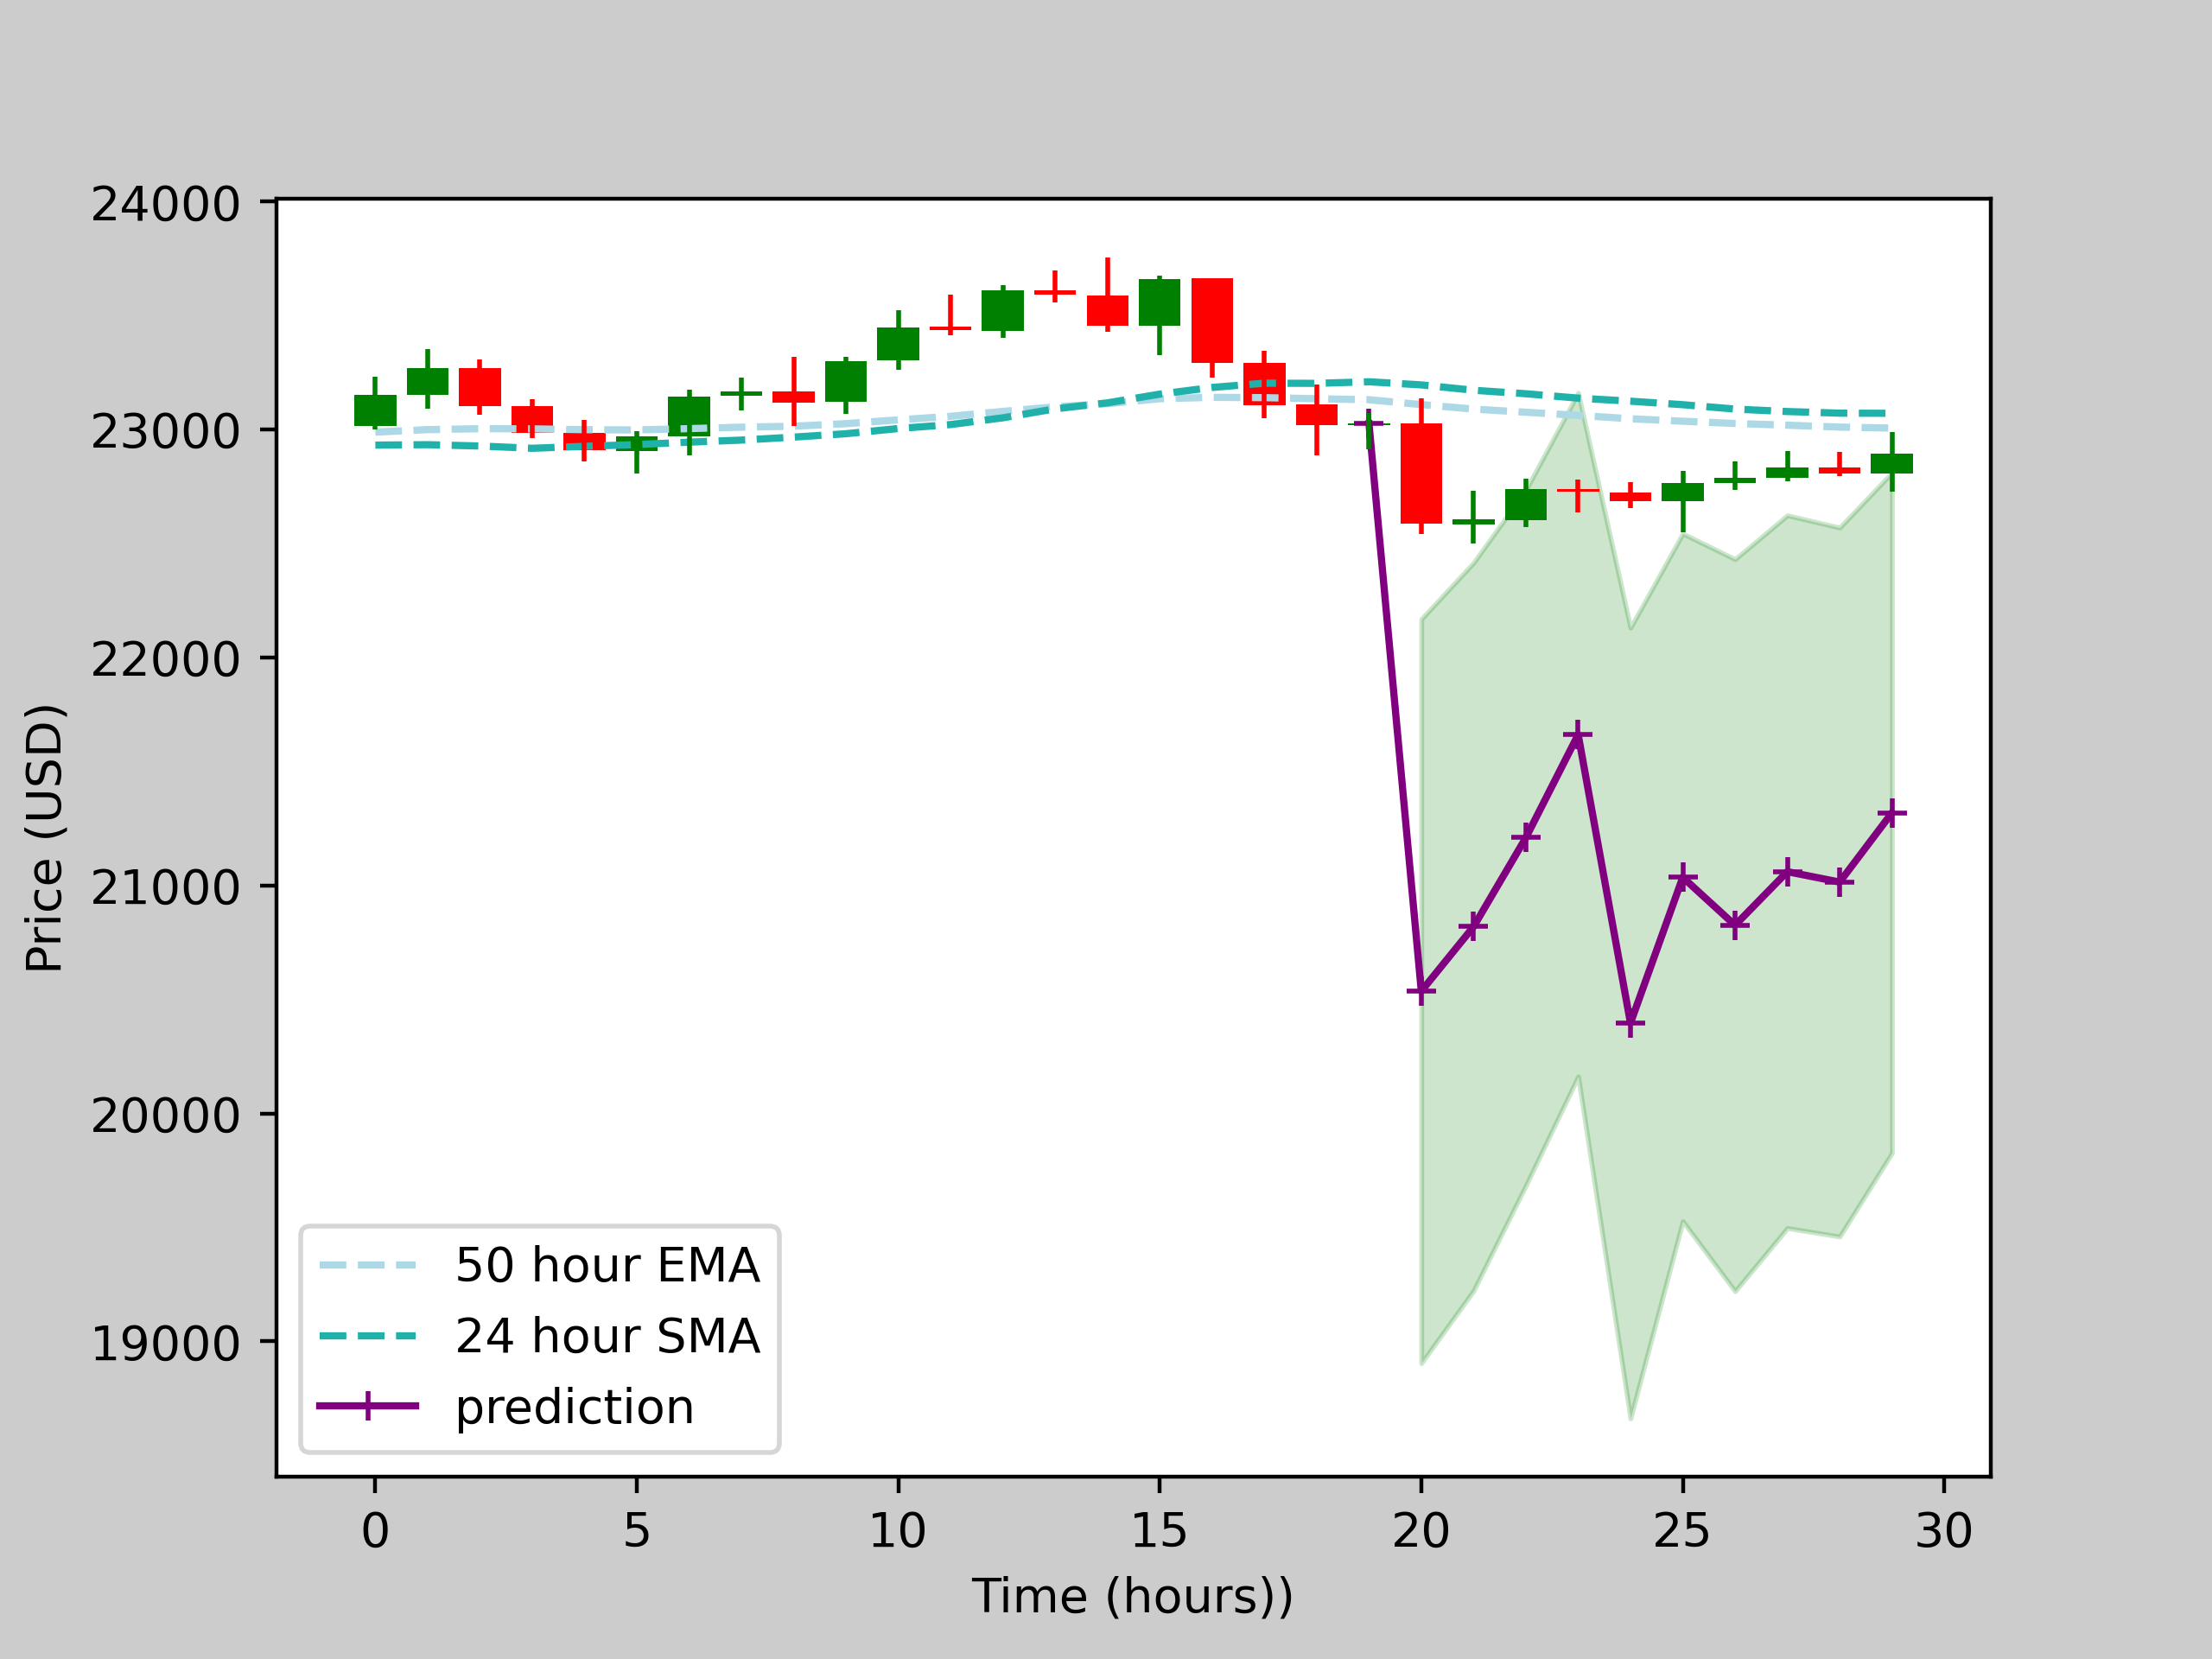 24000
23000
22000
21000
20000
19000
Price (USD)
50 hour EMA
24 hour SMA
prediction
0 5 10 15 20 25 30
Time (hours))